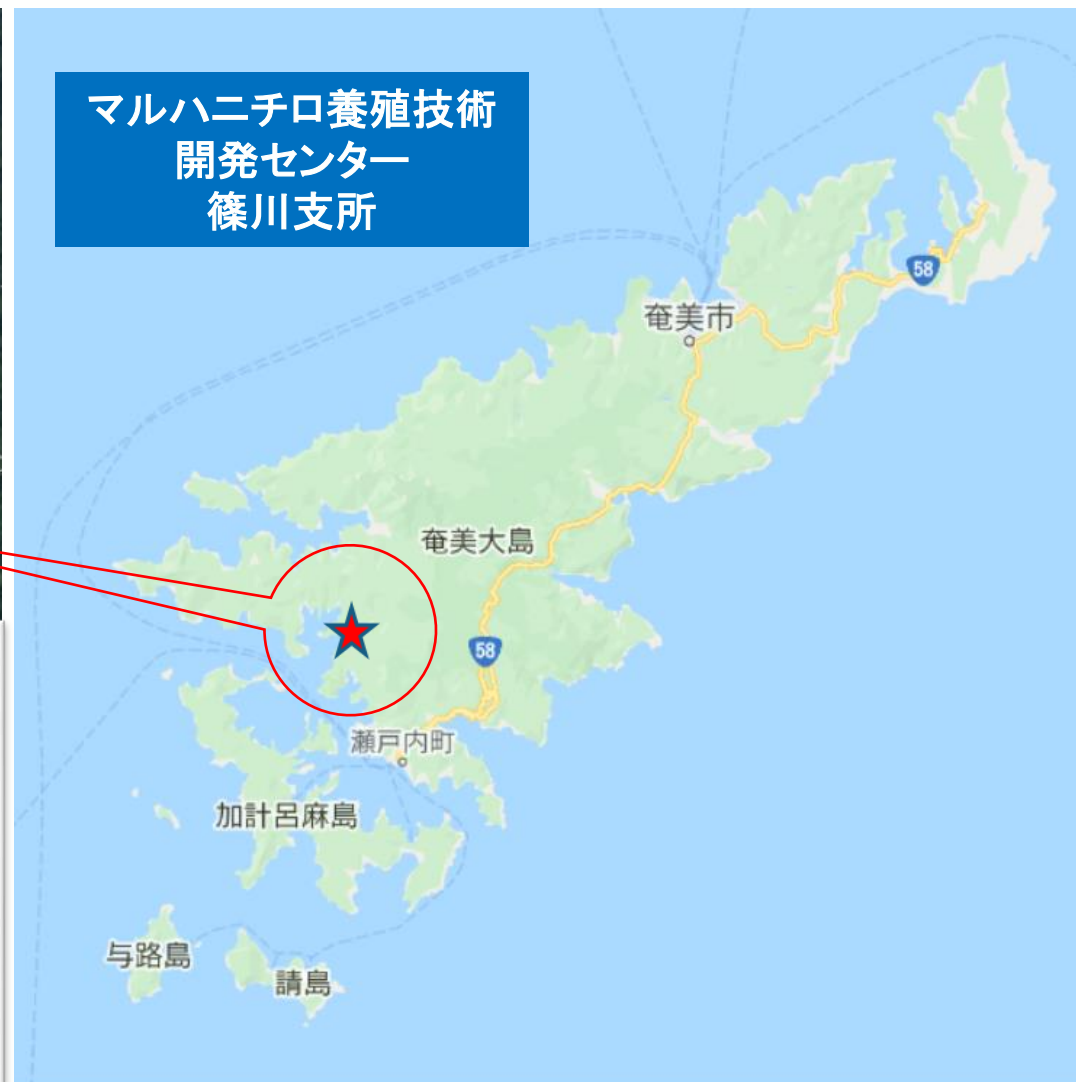 マルハニチロ養殖技術
開発センター
篠川支所
58
奄美市
奄美大島
58
瀬戸内町
加計呂麻島
与路島
請島